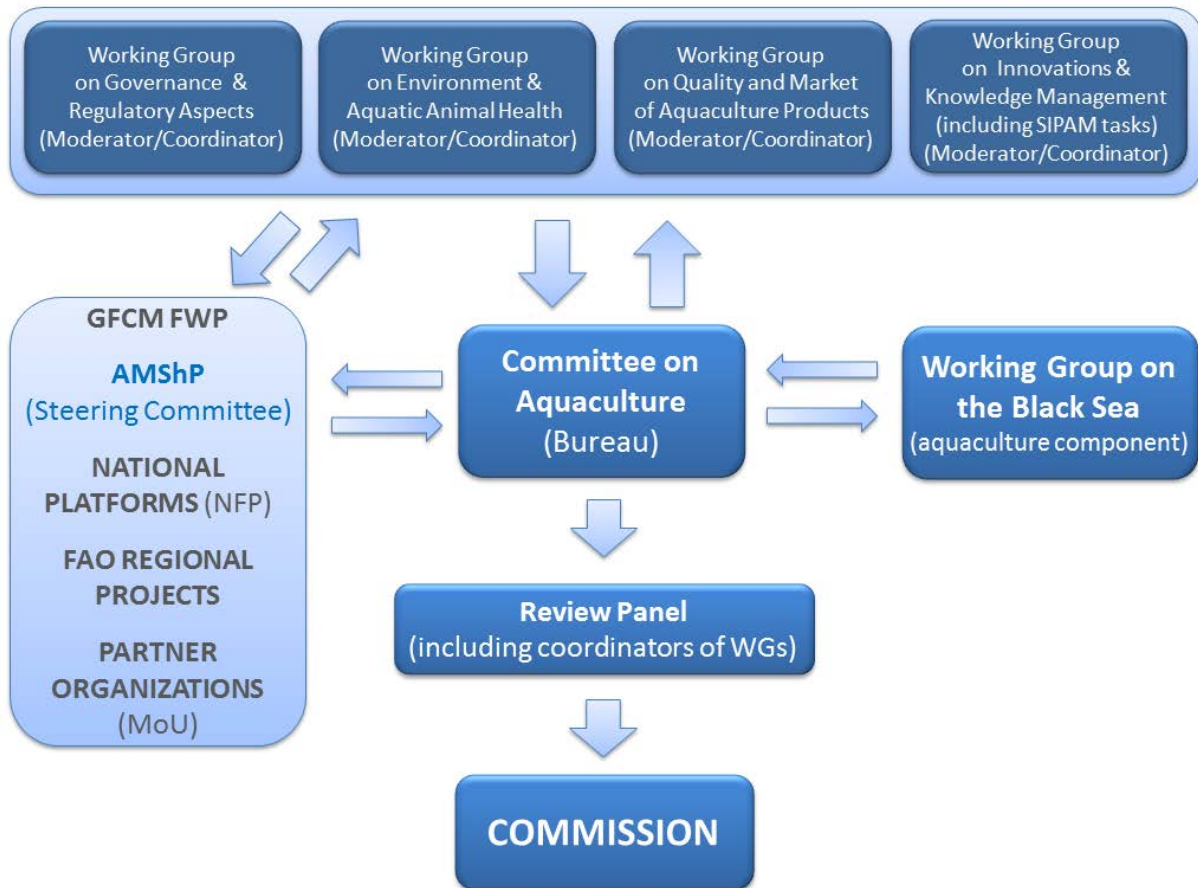 Working Group
on Governance & 
Regulatory Aspects
(Moderator/Coordinator)
Working Group
on Environment &
Aquatic Animal Health
(Moderator/Coordinator)
Working Group
on Quality and Market
of Aquaculture Products
(Moderator/Coordinator)
Working Group
on Innovations &
Knowledge Management
(including SIPAM tasks)
(Moderator/Coordinator)
GFCM FWP
AMShP
(Steering Committee)
NATIONAL
PLATFORMS (NFP)
FAO REGIONAL
PROJECTS
PARTNER
ORGANIZATIONS
(MoU)
Committee on
Aquaculture
(Bureau)
Working Group on
the Black Sea
(aquaculture component)
Review Panel
(including coordinators of WGs)
COMMISSION